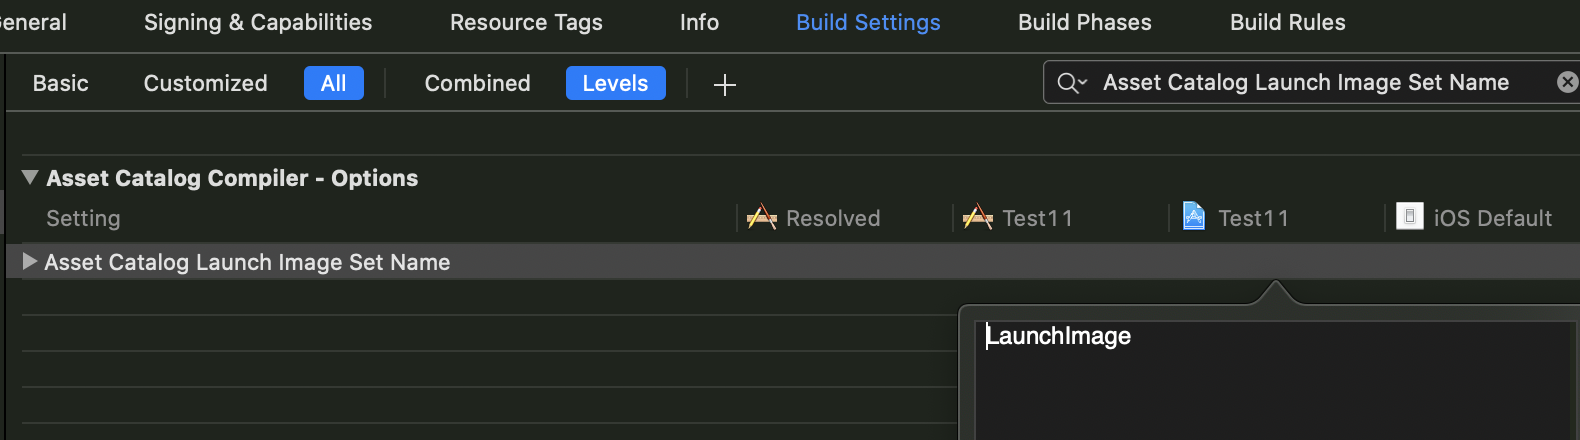 eneral Signing & Capabilities Resource Tags Info Build Settings Build Phases Build Rules
Basic Customized All Combined Levels Asset Catalog Launch Image Set Name
Asset Catalog Compiler - Options
Setting Resolved Test11 Test11 iOS Default
Asset Catalog Launch Image Set Name
LaunchImage